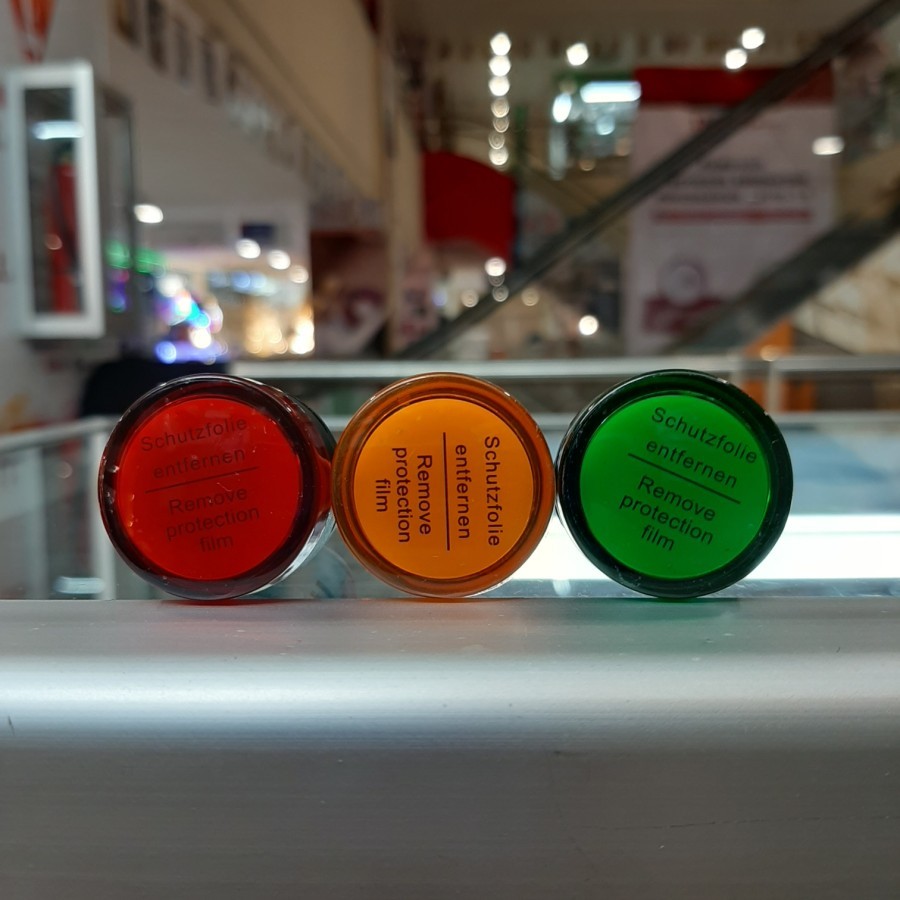 Schutzfolie
entfernen
Remove
protection
film
Schutzfolie
entfernen
Remove
protection
film
Schutzfolie
entfernen
Remove
protection
film